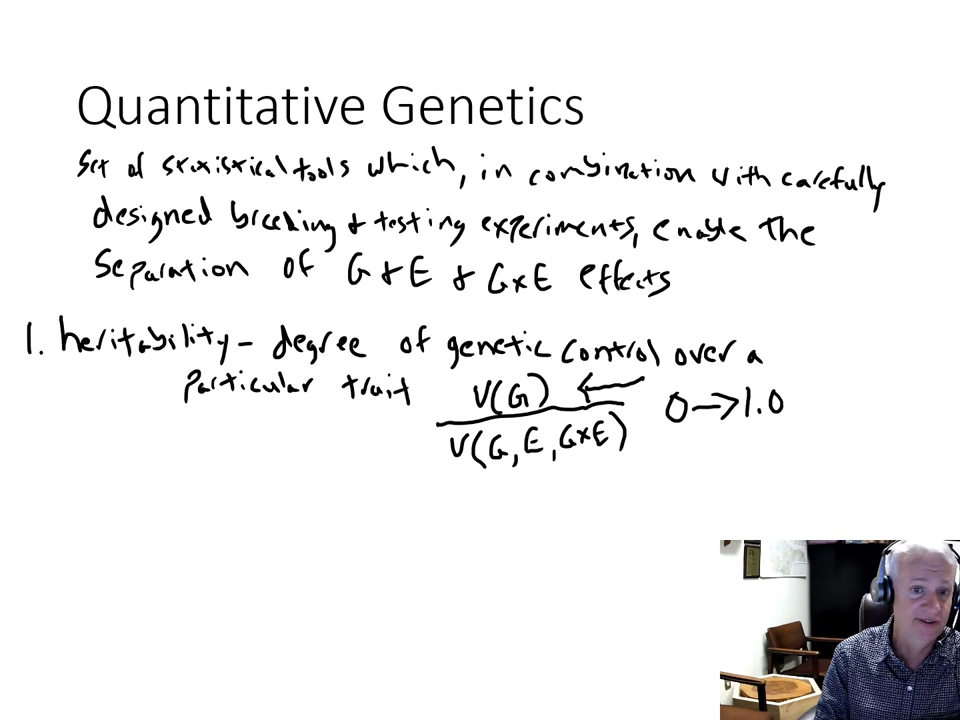 Quantitative Genetics
Set of statistical tools which, in combination with carefully
designed breeding + testing experiments, enable the
separation of G + E + GxE effects
1. heritability - degree of genetic control over a
particular trait V(G) ← 0 → 1.0
V(G, E, GxE)